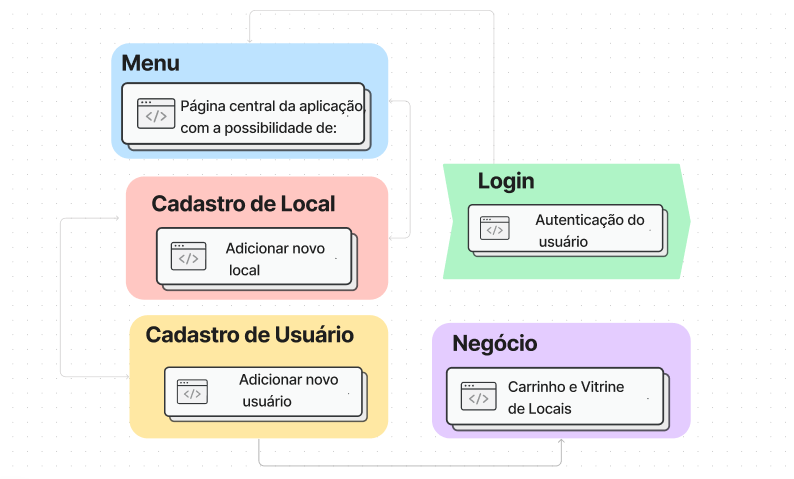 Menu
Página central da aplicação,
com a possibilidade de:
Cadastro de Local
Adicionar novo
local
Cadastro de Usuário
Adicionar novo
usuário
Login
Autenticação do
usuário
Negócio
Carrinho e Vitrine
de Locais